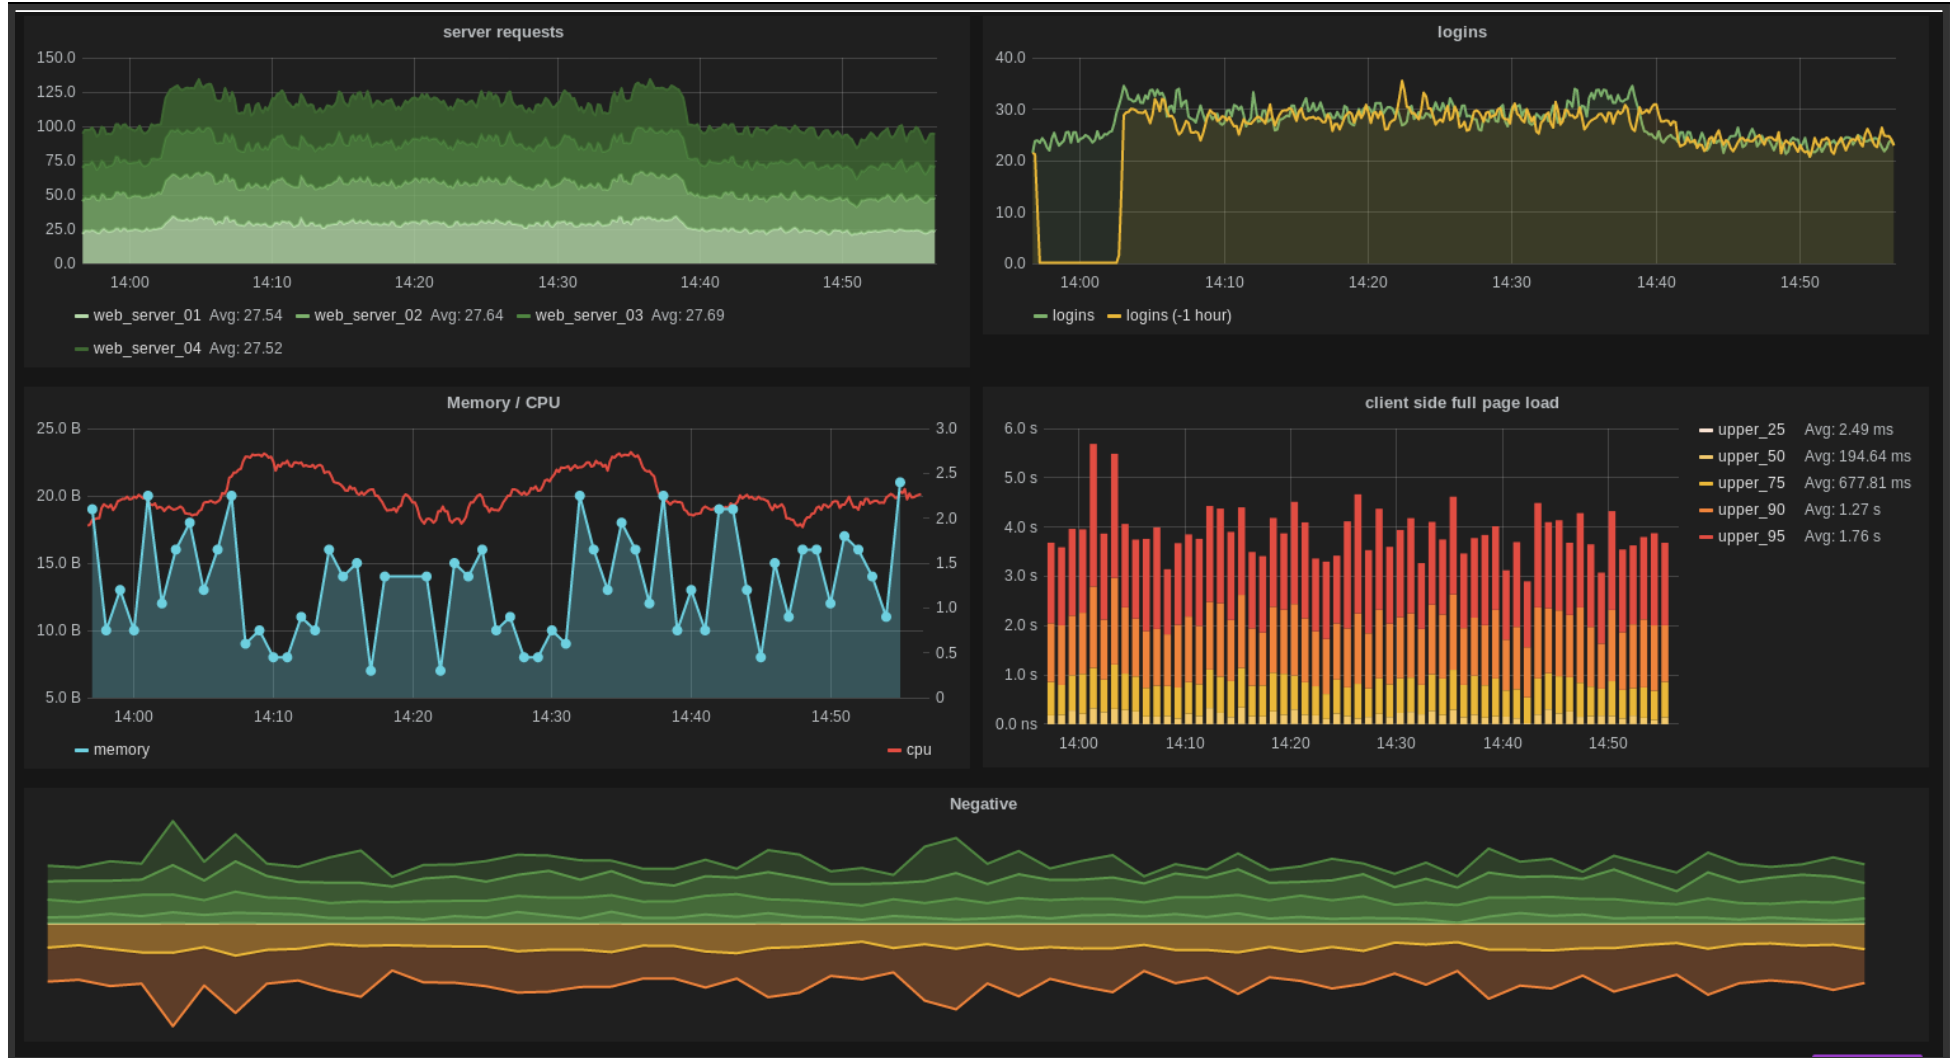 server requests
150.0
125.0
100.0
75.0
50.0
25.0
0.0
14:00 14:10 14:20 14:30 14:40 14:50
web_server_01 Avg: 27.54 web_server_02 Avg: 27.64 web_server_03 Avg: 27.69
web_server_04 Avg: 27.52
logins
40.0
30.0
20.0
10.0
0.0
14:00 14:10 14:20 14:30 14:40 14:50
logins logins (-1 hour)
Memory / CPU
25.0 B
20.0 B
15.0 B
10.0 B
5.0 B
3.0
2.5
2.0
1.5
1.0
0.5
0
14:00 14:10 14:20 14:30 14:40 14:50
memory cpu
client side full page load
6.0 s
5.0 s
4.0 s
3.0 s
2.0 s
1.0 s
0.0 ns
14:00 14:10 14:20 14:30 14:40 14:50
upper_25 Avg: 2.49 ms
upper_50 Avg: 194.64 ms
upper_75 Avg: 677.81 ms
upper_90 Avg: 1.27 s
upper_95 Avg: 1.76 s
Negative